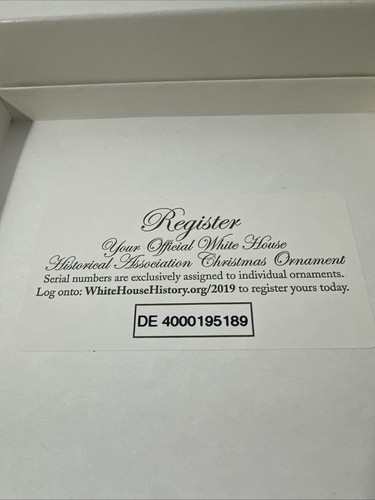 Register
Your Official White House
Historical Association Christmas Ornament
Serial numbers are exclusively assigned to individual ornaments.
Log onto: WhiteHouseHistory.org/2019 to register yours today.
DE 4000195189